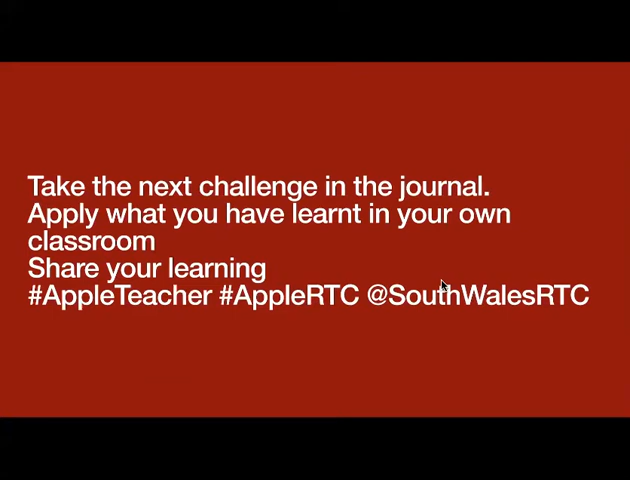 Take the next challenge in the journal.
Apply what you have learnt in your own
classroom
Share your learning
#AppleTeacher #AppleRTC @SouthWalesRTC